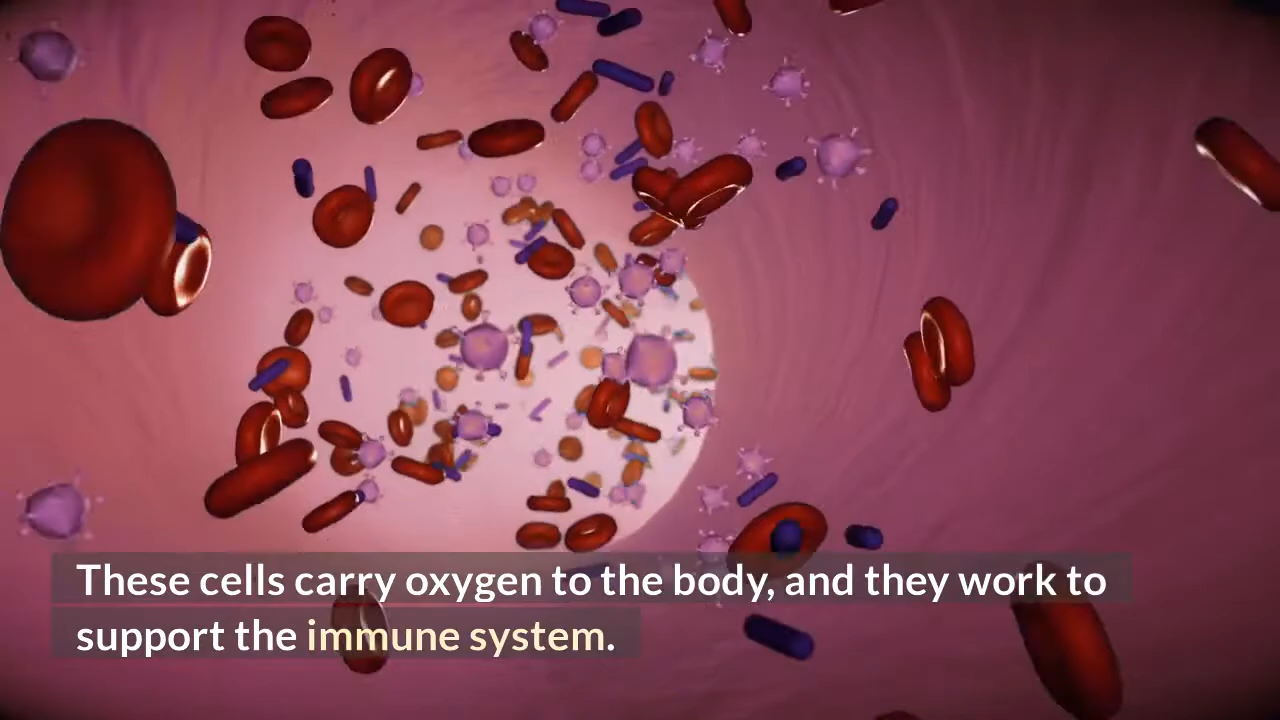 These cells carry oxygen to the body, and they work to
support the immune system.